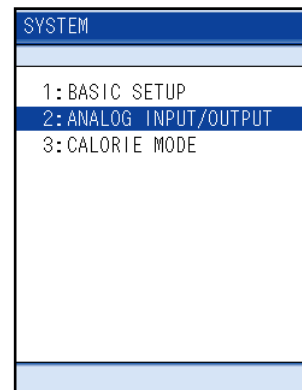 SYSTEM
1:BASIC SETUP
2:ANALOG INPUT/OUTPUT
3:CALORIE MODE